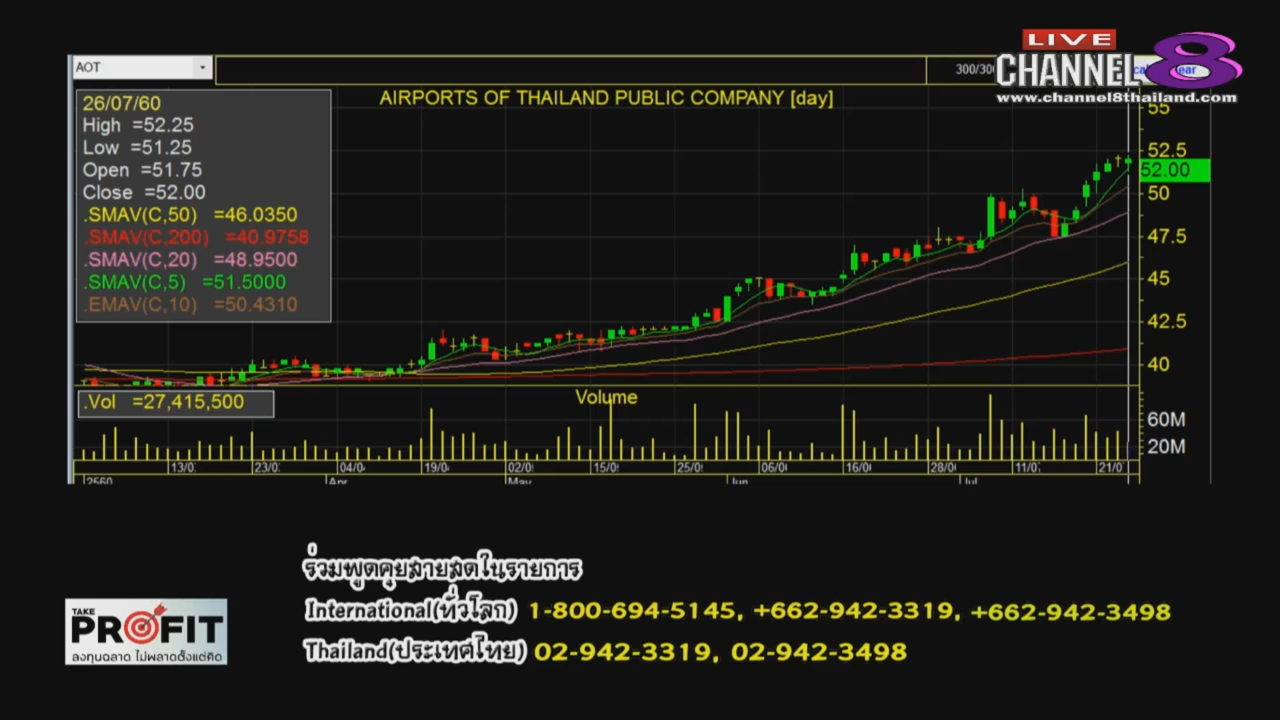 LIVE
CHANNEL 8
www.channel8thailand.com
AOT
300/300
AIRPORTS OF THAILAND PUBLIC COMPANY [day]
26/07/60
High =52.25
Low =51.25
Open =51.75
Close =52.00
.SMAV(C,50) =46.0350
.SMAV(C,200) =40.9758
.SMAV(C,20) =48.9500
.SMAV(C,5) =51.5000
.EMAV(C,10) =50.4310
55
52.5
52.00
50
47.5
45
42.5
40
.Vol =27,415,500
Volume
60M
20M
13/0 23/0 04/0 19/0 02/0 15/0 25/0 06/0 16/0 28/0 11/0 21/0
2560 Apr May Jun Jul
ร่วมพูดคุยสายสดในรายการ
International(ทั่วโลก) 1-800-694-5145, +662-942-3319, +662-942-3498
Thailand(ประเทศไทย) 02-942-3319, 02-942-3498
TAKE
PROFIT
ลงทุนฉลาด ไม่พลาดตั้งแต่คิด